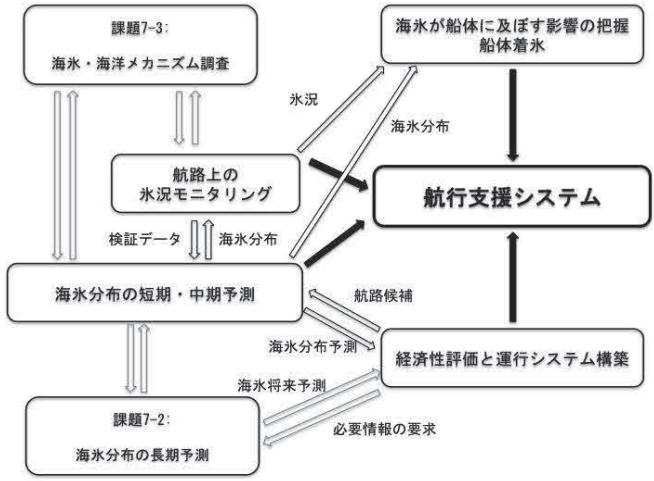 課題7-3:
海氷・海洋メカニズム調査
海氷が船体に及ぼす影響の把握
船体着氷
氷況
海氷分布
航路上の
氷況モニタリング
航行支援システム
検証データ
海氷分布
海氷分布の短期・中期予測
航路候補
海氷分布予測
経済性評価と運行システム構築
海氷将来予測
課題7-2:
海氷分布の長期予測
必要情報の要求